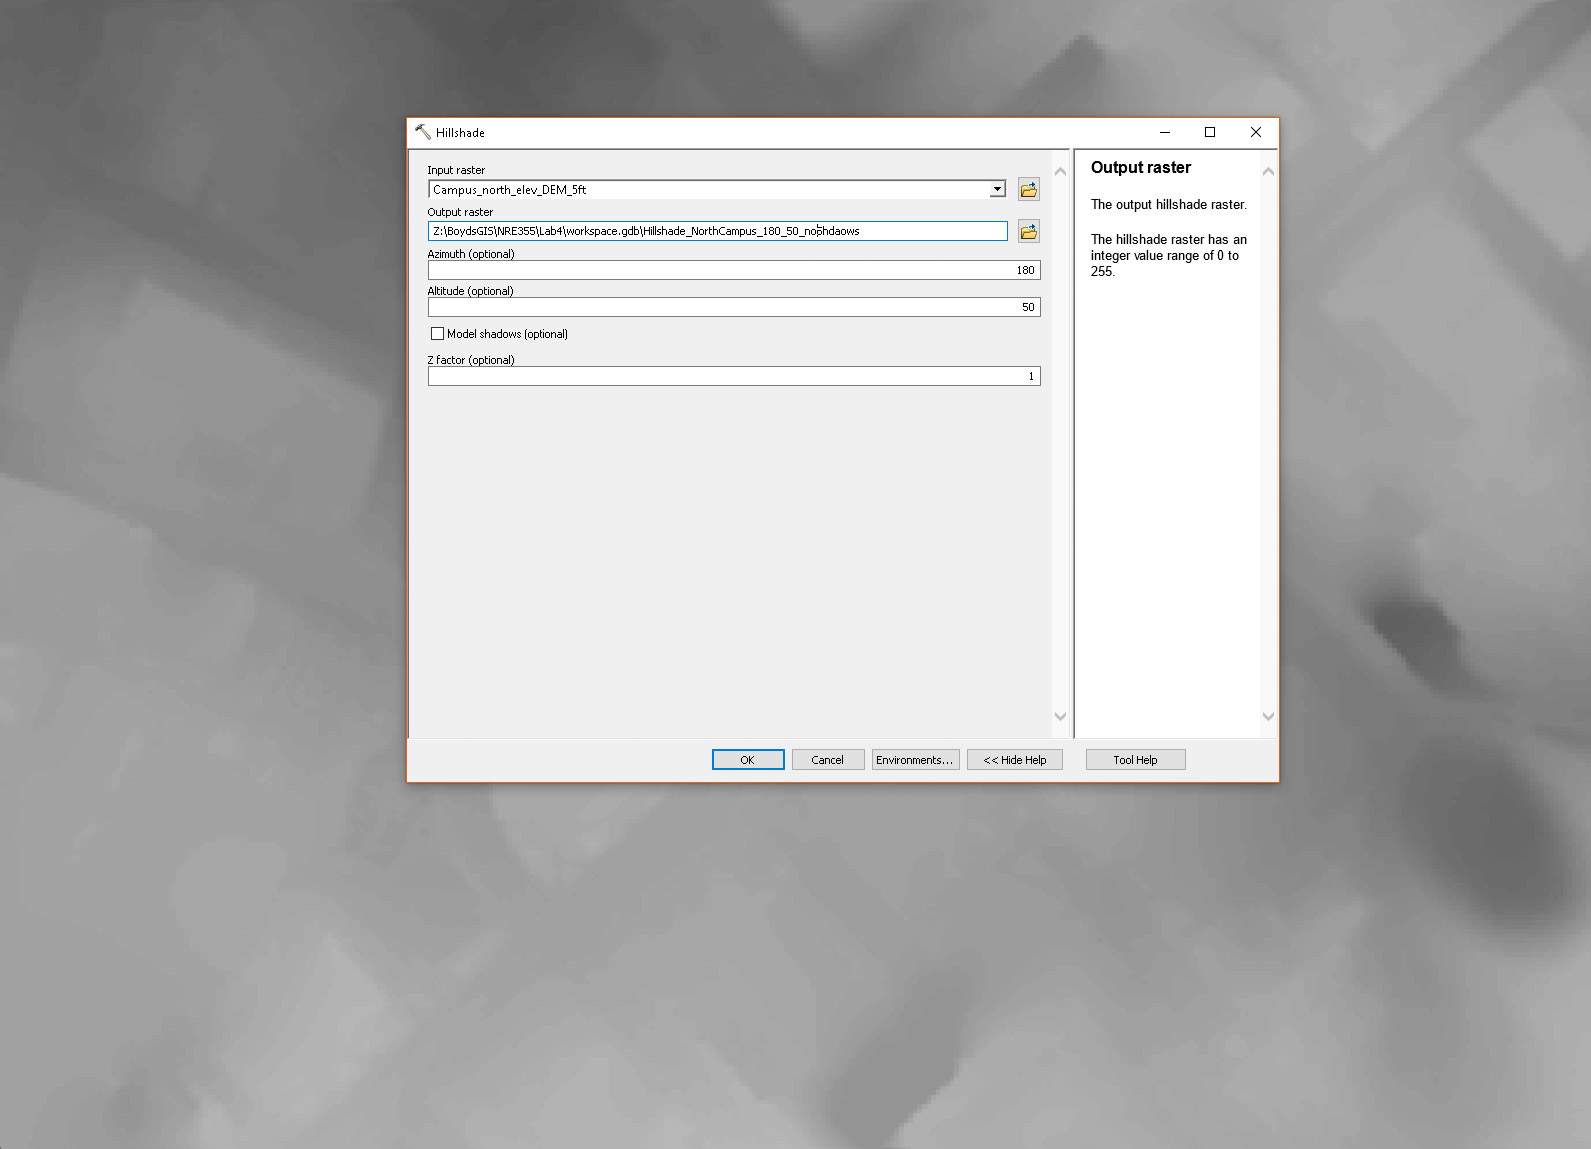 Hillshade
Input raster
Campus_north_elev_DEM_5ft
Output raster
Z:\BoydsGIS\NRE355\Lab4\workspace.gdb\Hillshade_NorthCampus_180_50_noshdaows
Azimuth (optional)
180
Altitude (optional)
50
Model shadows (optional)
Z factor (optional)
1
OK
Cancel
Environments...
<< Hide Help
Output raster
The output hillshade raster.
The hillshade raster has an
integer value range of 0 to
255.
Tool Help